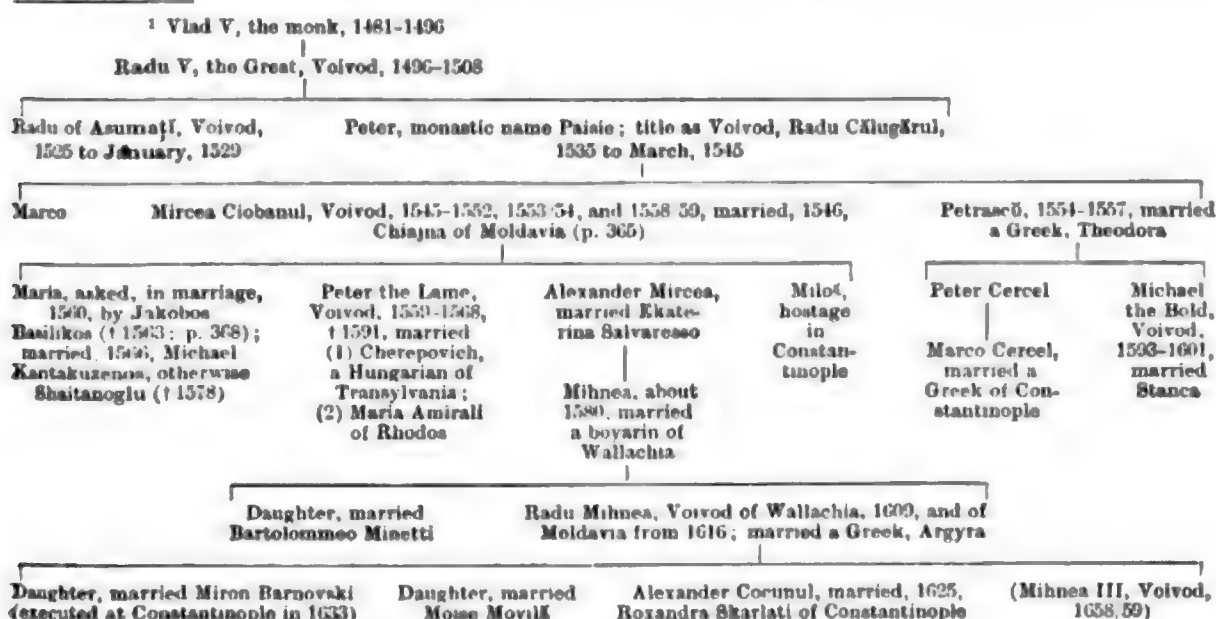 ¹ Vlad V, the monk, 1481-1496
Radu V, the Great, Voivod, 1496-1508
Radu of Asumaţĭ, Voivod,
1525 to January, 1529
Peter, monastic name Paisie; title as Voivod, Radu Călugărul,
1535 to March, 1545
Marco
Mircea Ciobanul, Voivod, 1545-1552, 1553/54, and 1558/59, married, 1546,
Chiajna of Moldavia (p. 365)
Petrascŭ, 1554-1557, married
a Greek, Theodora
Maria, asked, in marriage,
1560, by Jakobos
Basilikos († 1563; p. 368);
married, 1566, Michael
Kantakuzenos, otherwise
Shaitanoglu († 1578)
Peter the Lame,
Voivod, 1559-1568,
† 1591, married
(1) Cherepovich,
a Hungarian of
Transylvania;
(2) Maria Amirali
of Rhodos
Alexander Mircea,
married Ekate-
rina Salvaresso
Mihnea, about
1580, married
a boyarin of
Wallachia
Miloš,
hostage
in
Constan-
tinople
Peter Cercel
Marco Cercel,
married a
Greek of Con-
stantinople
Michael
the Bold,
Voivod,
1593-1601,
married
Stanca
Daughter, married
Bartolommeo Minetti
Radu Mihnea, Voivod of Wallachia, 1609, and of
Moldavia from 1616; married a Greek, Argyra
Daughter, married Miron Barnovski
(executed at Constantinople in 1633)
Daughter, married
Moise Movilă
Alexander Coconul, married, 1625,
Roxandra Skarlati of Constantinople
(Mihnea III, Voivod,
1658,59)